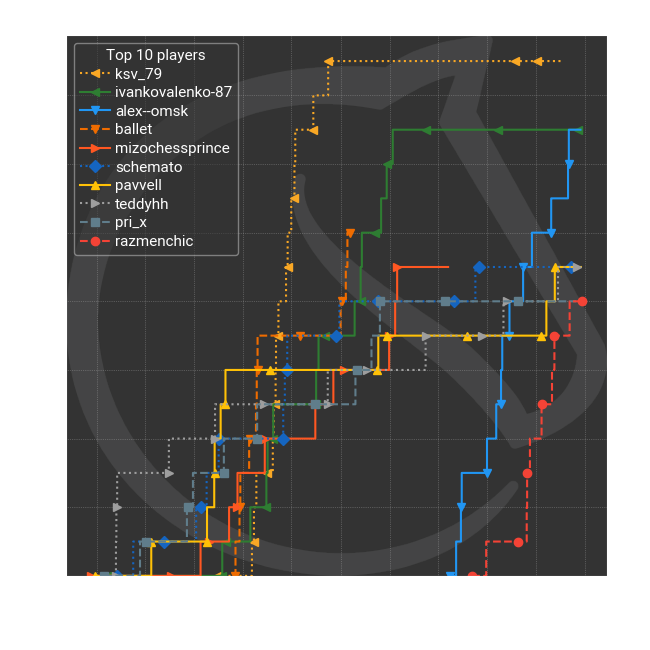 Top 10 players
ksv_79
ivankovalenko-87
alex--omsk
ballet
mizochessprince
schemato
pavvell
teddyhh
pri_x
razmenchic